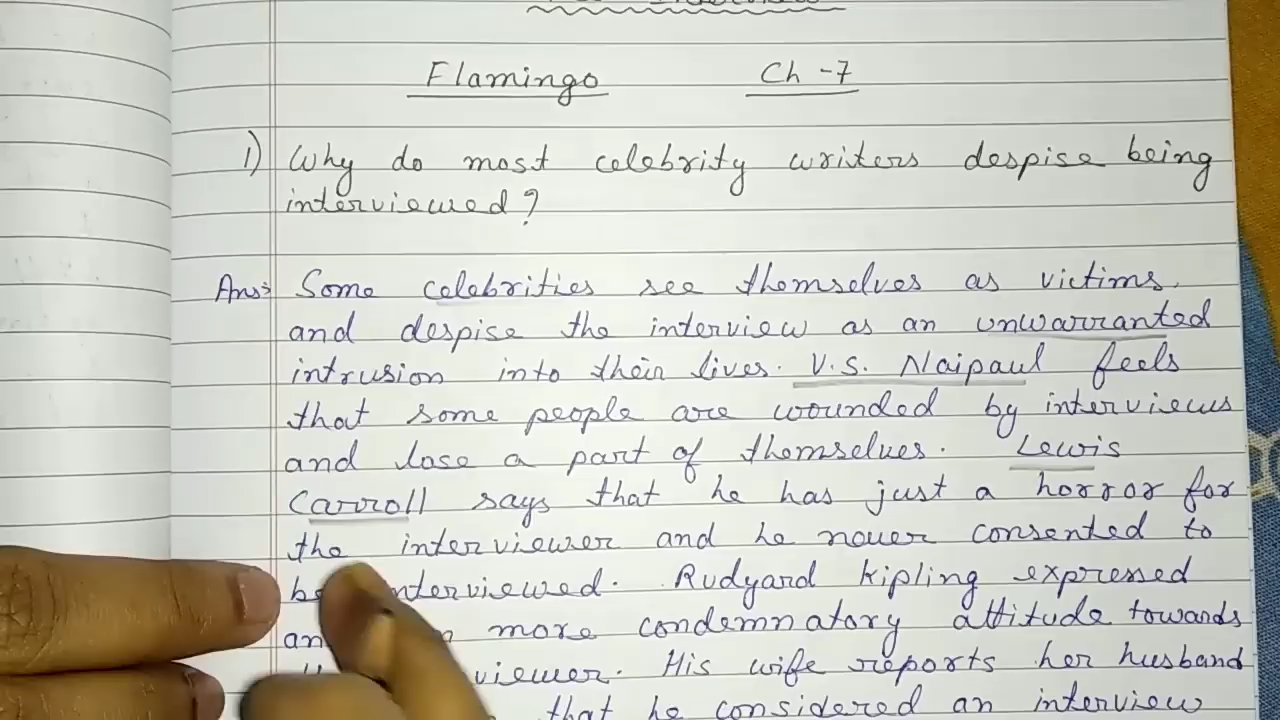 Flamingo Ch-7
1) Why do most celebrity writers despise being
interviewed?
Ans: Some celebrities see themselves as victims
and despise the interview as an unwarranted
intrusion into their lives. V.S. Naipaul feels
that some people are wounded by interviews
and lose a part of themselves. Lewis
Carroll says that he has just a horror for
the interviewer and he never consented to
interviewed. Rudyard Kipling expressed
more condemnatory attitude towards
His wife reports her husband
that he considered an interview